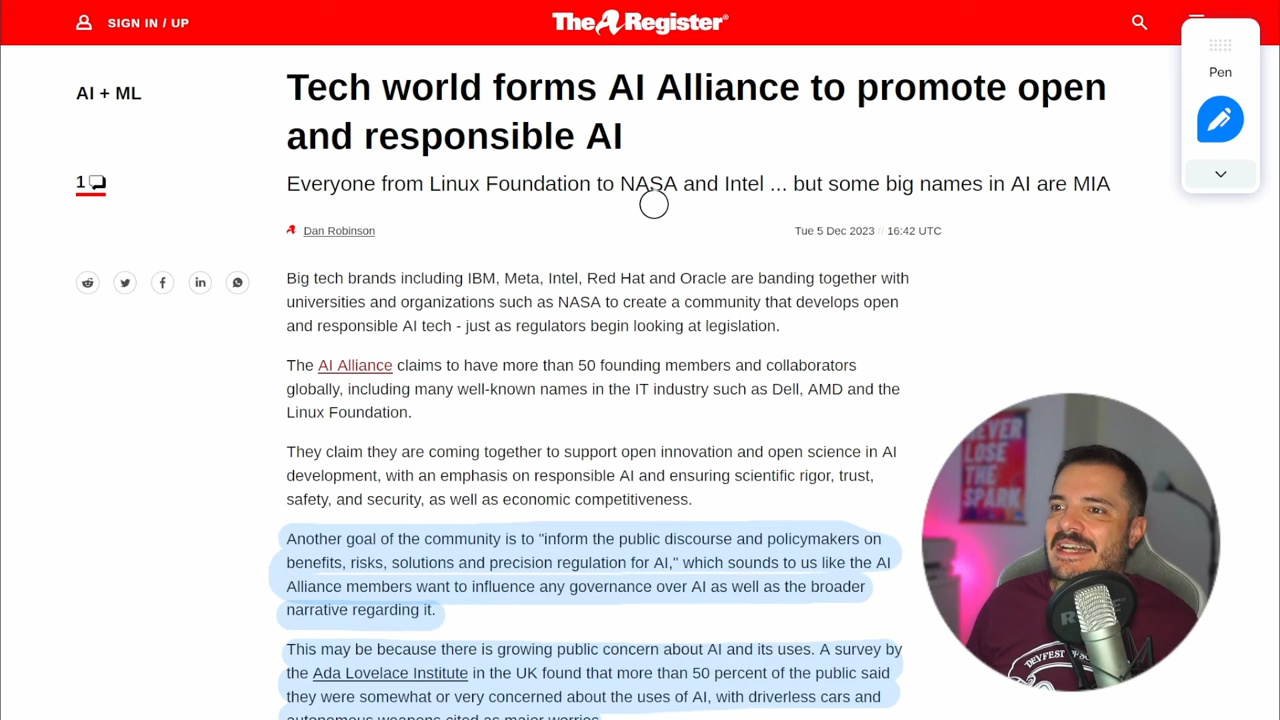 SIGN IN / UP
The Register®
Pen
AI + ML
Tech world forms AI Alliance to promote open
and responsible AI
1
Everyone from Linux Foundation to NASA and Intel ... but some big names in AI are MIA
Dan Robinson
Tue 5 Dec 2023 // 16:42 UTC
Big tech brands including IBM, Meta, Intel, Red Hat and Oracle are banding together with
universities and organizations such as NASA to create a community that develops open
and responsible AI tech - just as regulators begin looking at legislation.
The AI Alliance claims to have more than 50 founding members and collaborators
globally, including many well-known names in the IT industry such as Dell, AMD and the
Linux Foundation.
They claim they are coming together to support open innovation and open science in AI
development, with an emphasis on responsible AI and ensuring scientific rigor, trust,
safety, and security, as well as economic competitiveness.
Another goal of the community is to "inform the public discourse and policymakers on
benefits, risks, solutions and precision regulation for AI," which sounds to us like the AI
Alliance members want to influence any governance over AI as well as the broader
narrative regarding it.
This may be because there is growing public concern about AI and its uses. A survey by
the Ada Lovelace Institute in the UK found that more than 50 percent of the public said
they were somewhat or very concerned about the uses of AI, with driverless cars and
autonomous weapons cited as major worries.
NEVER
LOSE
THE
SPARK
DEVFEST OF